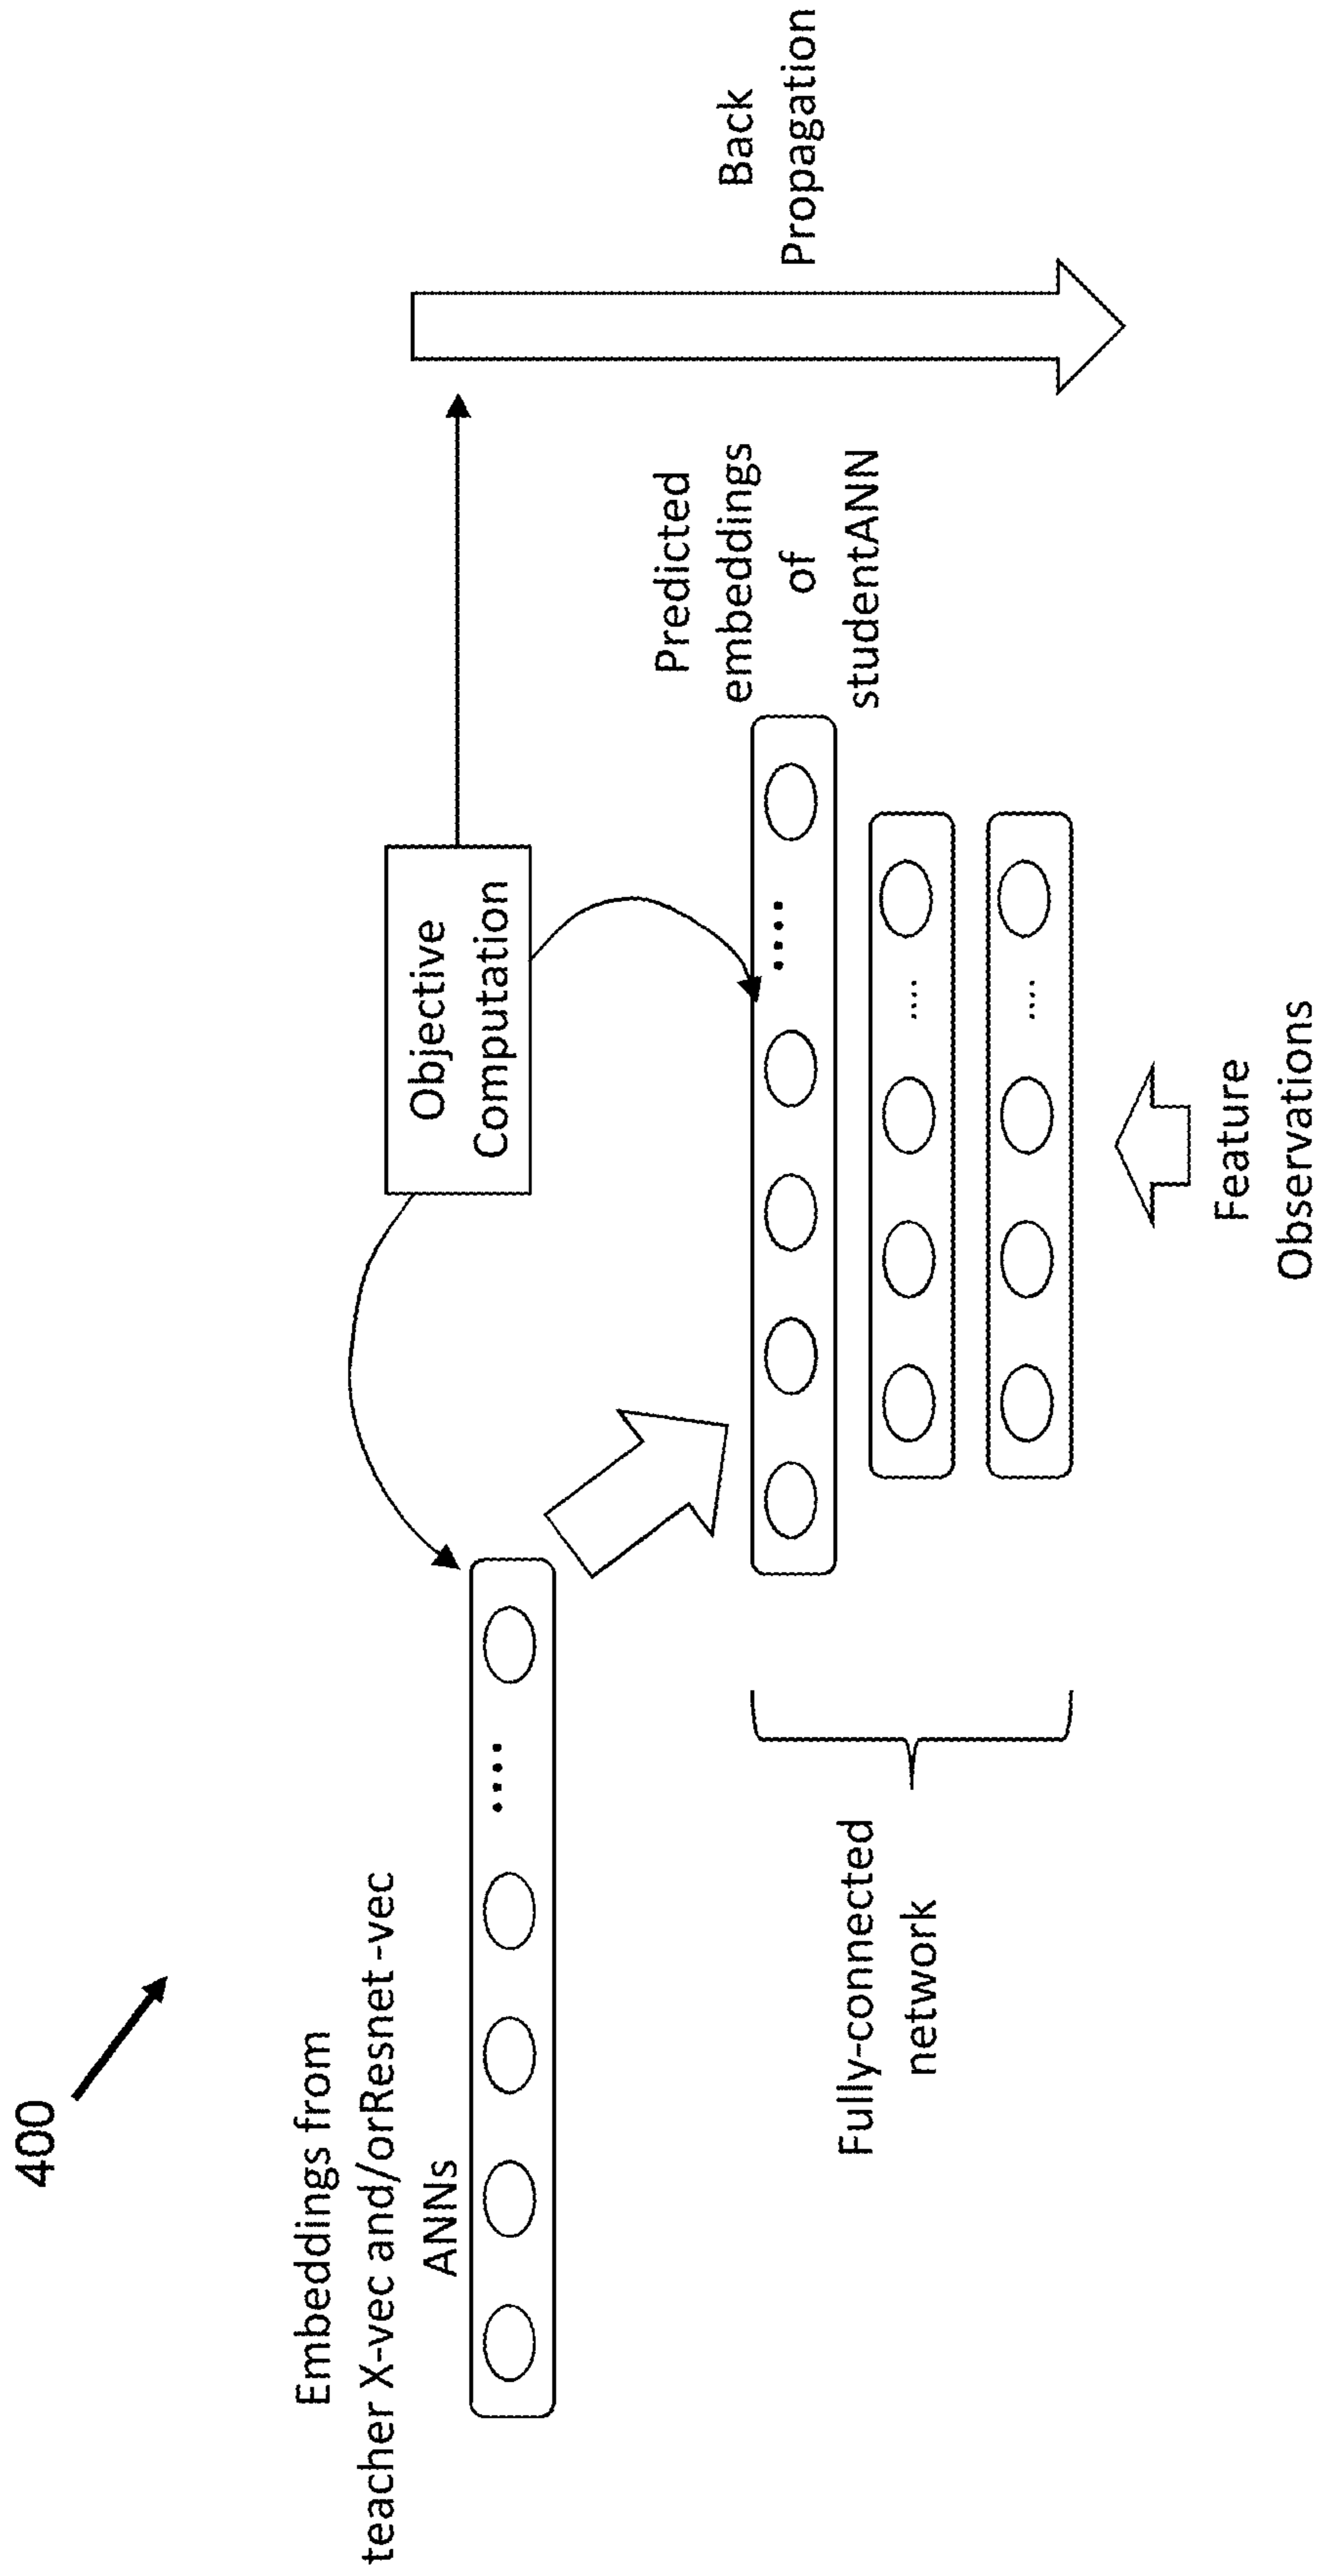 400
Embeddings from
teacher X-vec and/orResnet -vec
ANNs
....
Objective
Computation
Back
Propagation
Predicted
embeddings
of
studentANN
....
....
....
Fully-connected
network
Feature
Observations